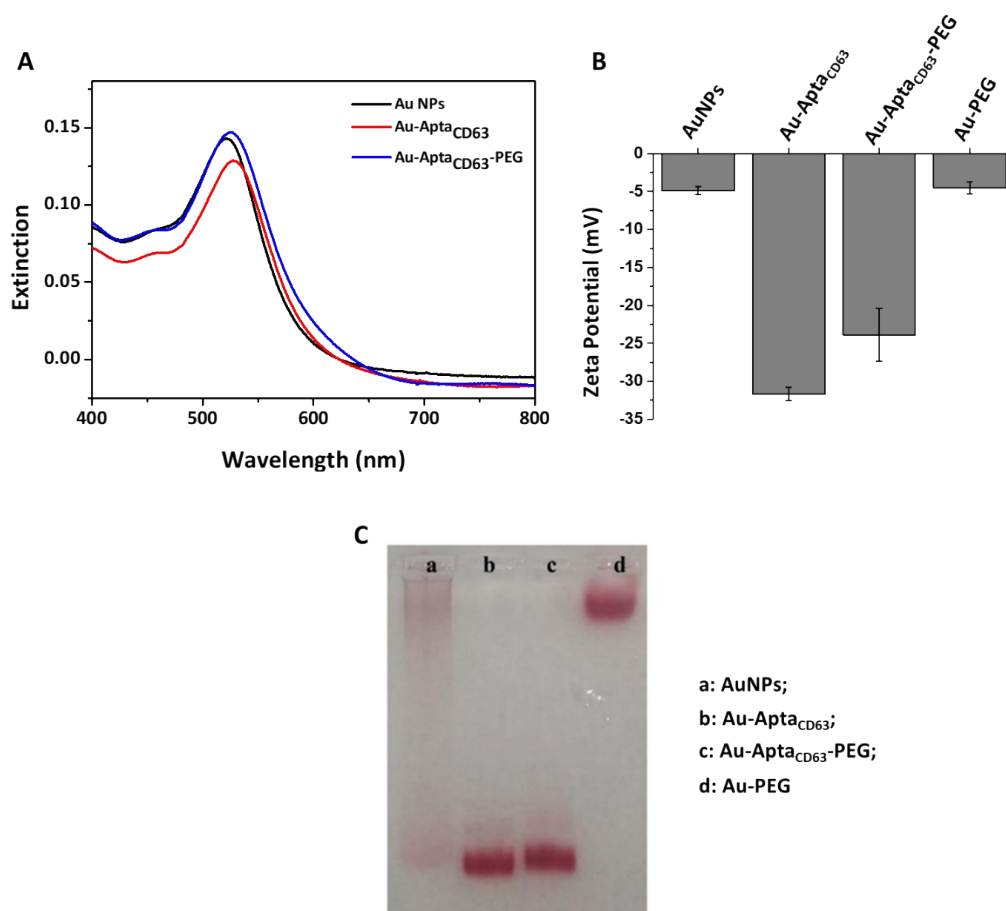 A
Au NPs
Au-AptaCD63
Au-AptaCD63-PEG
0.15
0.10
0.05
0.00
Extinction
400
500
600
700
800
Wavelength (nm)
B
AuNPs
Au-AptaCD63
Au-AptaCD63-PEG
Au-PEG
0
-5
-10
-15
-20
-25
-30
-35
Zeta Potential (mV)
C
a b c d
a: AuNPs;
b: Au-AptaCD63;
c: Au-AptaCD63-PEG;
d: Au-PEG